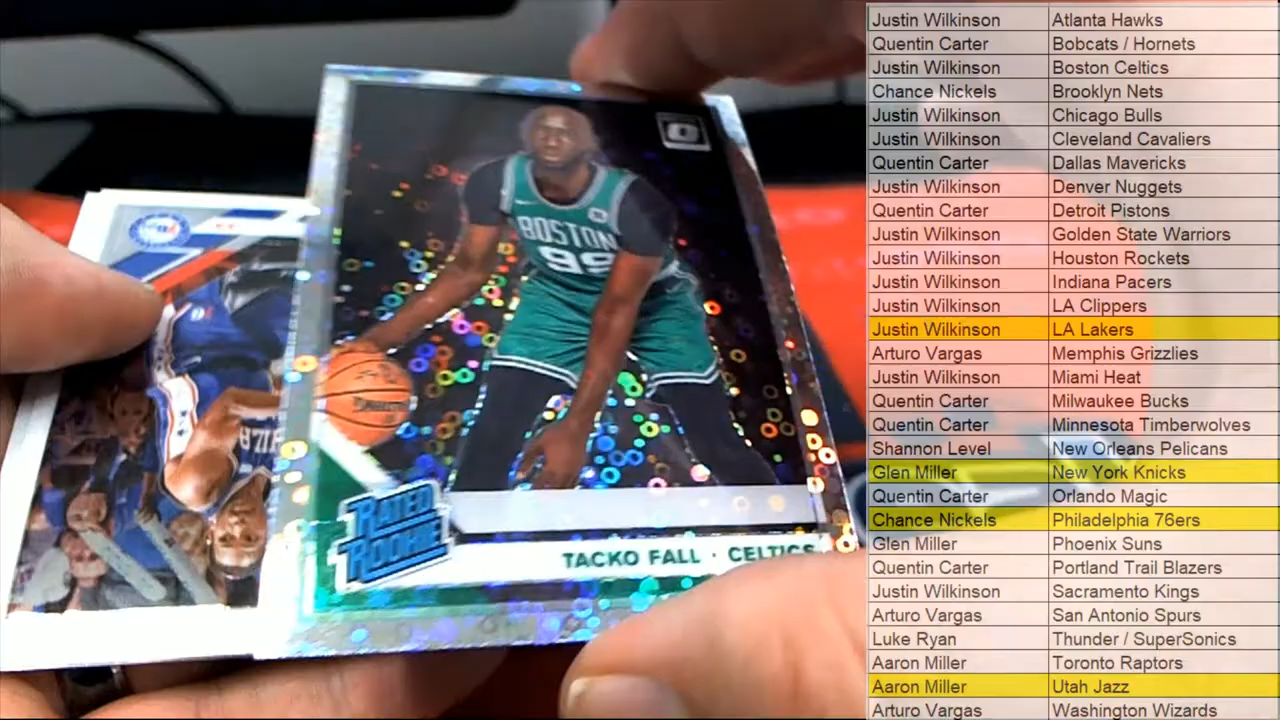 BOSTON
99
RATED
ROOKIE
TACKO FALL · CELTICS
Justin Wilkinson Atlanta Hawks
Quentin Carter Bobcats / Hornets
Justin Wilkinson Boston Celtics
Chance Nickels Brooklyn Nets
Justin Wilkinson Chicago Bulls
Justin Wilkinson Cleveland Cavaliers
Quentin Carter Dallas Mavericks
Justin Wilkinson Denver Nuggets
Quentin Carter Detroit Pistons
Justin Wilkinson Golden State Warriors
Justin Wilkinson Houston Rockets
Justin Wilkinson Indiana Pacers
Justin Wilkinson LA Clippers
Justin Wilkinson LA Lakers
Arturo Vargas Memphis Grizzlies
Justin Wilkinson Miami Heat
Quentin Carter Milwaukee Bucks
Quentin Carter Minnesota Timberwolves
Shannon Level New Orleans Pelicans
Glen Miller New York Knicks
Quentin Carter Orlando Magic
Chance Nickels Philadelphia 76ers
Glen Miller Phoenix Suns
Quentin Carter Portland Trail Blazers
Justin Wilkinson Sacramento Kings
Arturo Vargas San Antonio Spurs
Luke Ryan Thunder / SuperSonics
Aaron Miller Toronto Raptors
Aaron Miller Utah Jazz
Arturo Vargas Washington Wizards